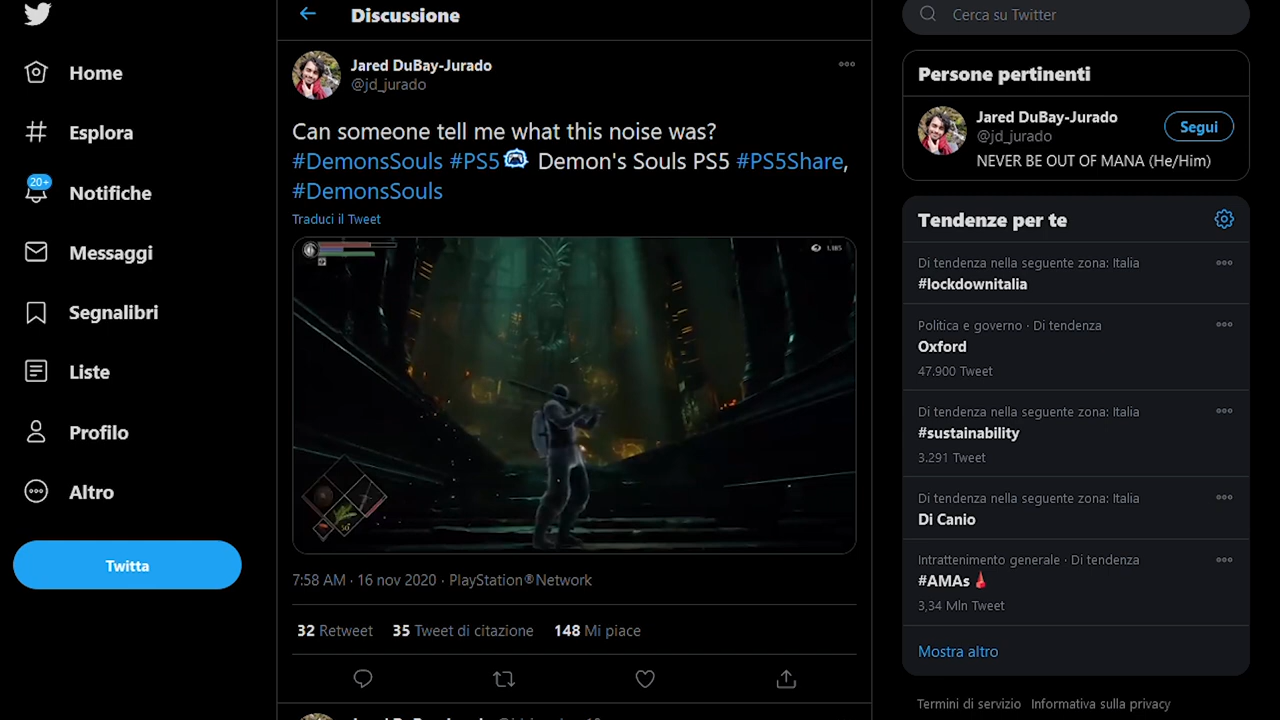 Home
Esplora
20+
Notifiche
Messaggi
Segnalibri
Liste
Profilo
Altro
Twitta
Discussione
Jared DuBay-Jurado
@jd_jurado
Can someone tell me what this noise was?
#DemonsSouls #PS5 Demon's Souls PS5 #PS5Share,
#DemonsSouls
Traduci il Tweet
1.185
7:58 AM · 16 nov 2020 · PlayStation®Network
32 Retweet 35 Tweet di citazione 148 Mi piace
Cerca su Twitter
Persone pertinenti
Jared DuBay-Jurado
@jd_jurado
Segui
NEVER BE OUT OF MANA (He/Him)
Tendenze per te
Di tendenza nella seguente zona: Italia
#lockdownitalia
Politica e governo · Di tendenza
Oxford
47.900 Tweet
Di tendenza nella seguente zona: Italia
#sustainability
3.291 Tweet
Di tendenza nella seguente zona: Italia
Di Canio
Intrattenimento generale · Di tendenza
#AMAs
3,34 Mln Tweet
Mostra altro
Termini di servizio Informativa sulla privacy